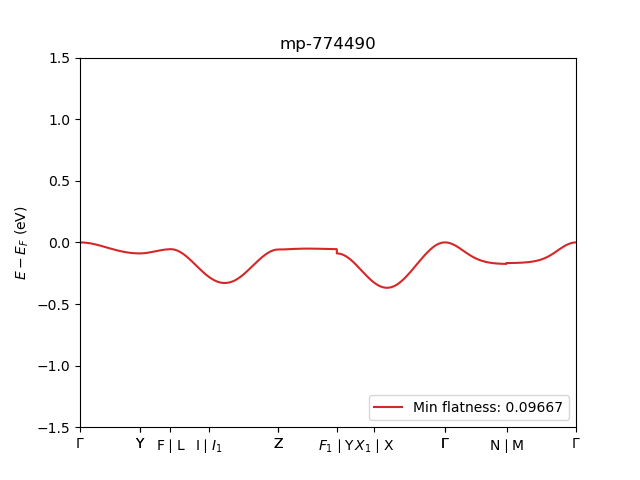 mp-774490
E − E_F (eV)
1.5
1.0
0.5
0.0
−0.5
−1.0
−1.5
Min flatness: 0.09667
Γ Y F | L I | I₁ Z F₁ | Y X₁ | X Γ N | M Γ